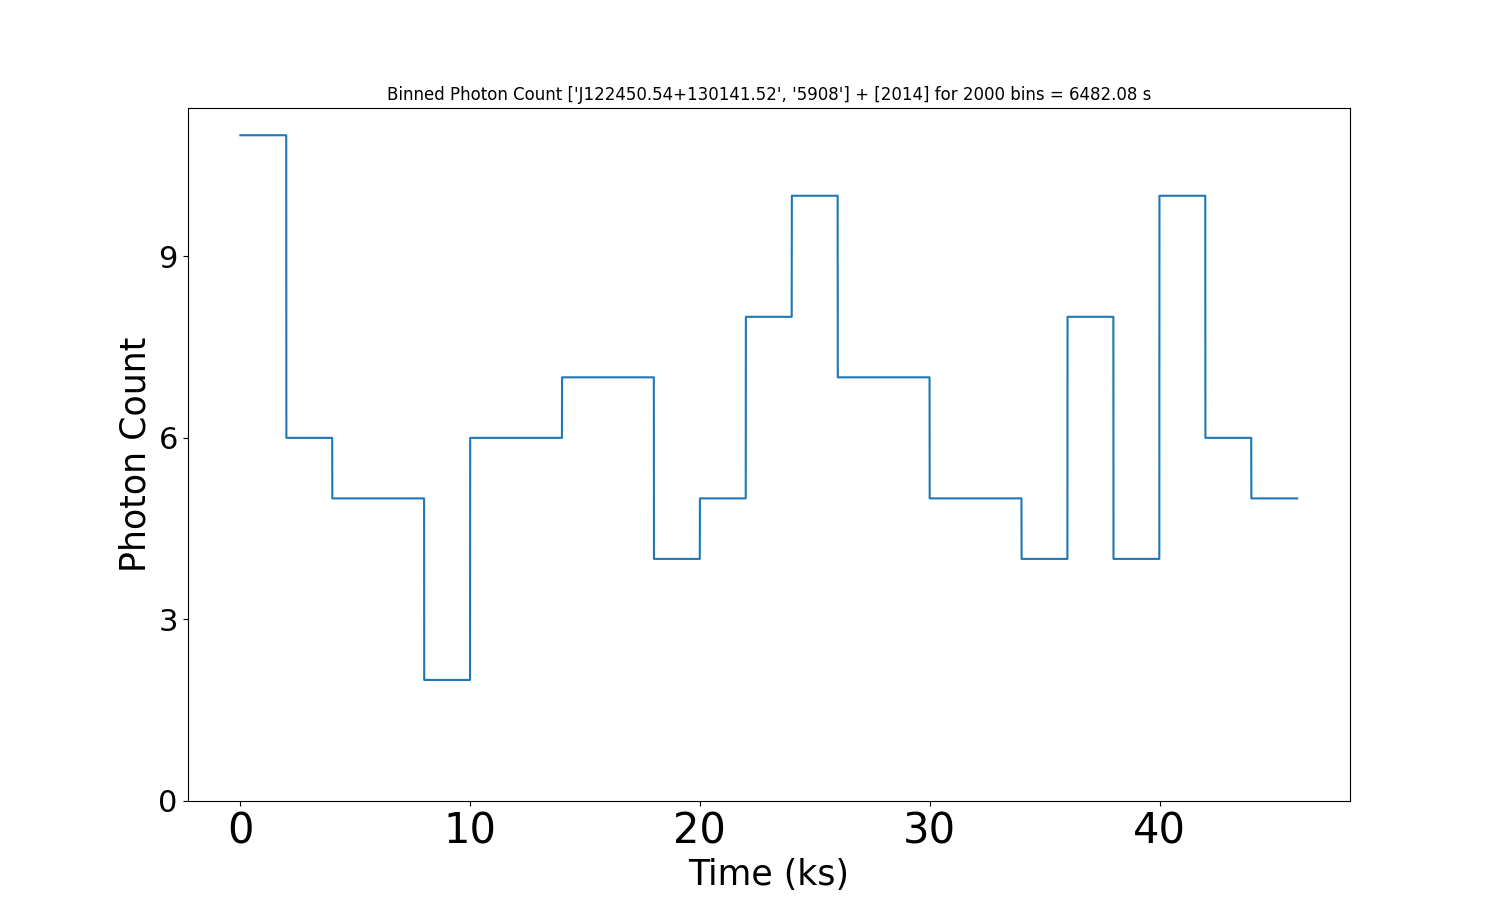 Binned Photon Count ['J122450.54+130141.52', '5908'] + [2014] for 2000 bins = 6482.08 s
Photon Count
9
6
3
0
0 10 20 30 40
Time (ks)